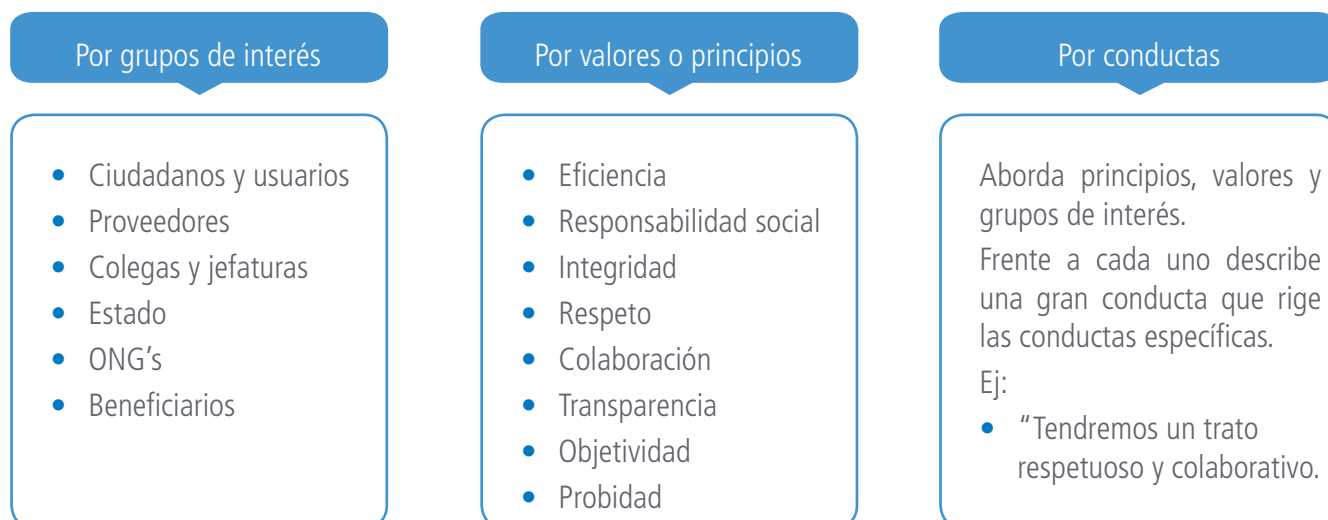 Por grupos de interés
• Ciudadanos y usuarios
• Proveedores
• Colegas y jefaturas
• Estado
• ONG's
• Beneficiarios
Por valores o principios
• Eficiencia
• Responsabilidad social
• Integridad
• Respeto
• Colaboración
• Transparencia
• Objetividad
• Probidad
Por conductas
Aborda principios, valores y
grupos de interés.
Frente a cada uno describe
una gran conducta que rige
las conductas específicas.
Ej:
• “Tendremos un trato
respetuoso y colaborativo.